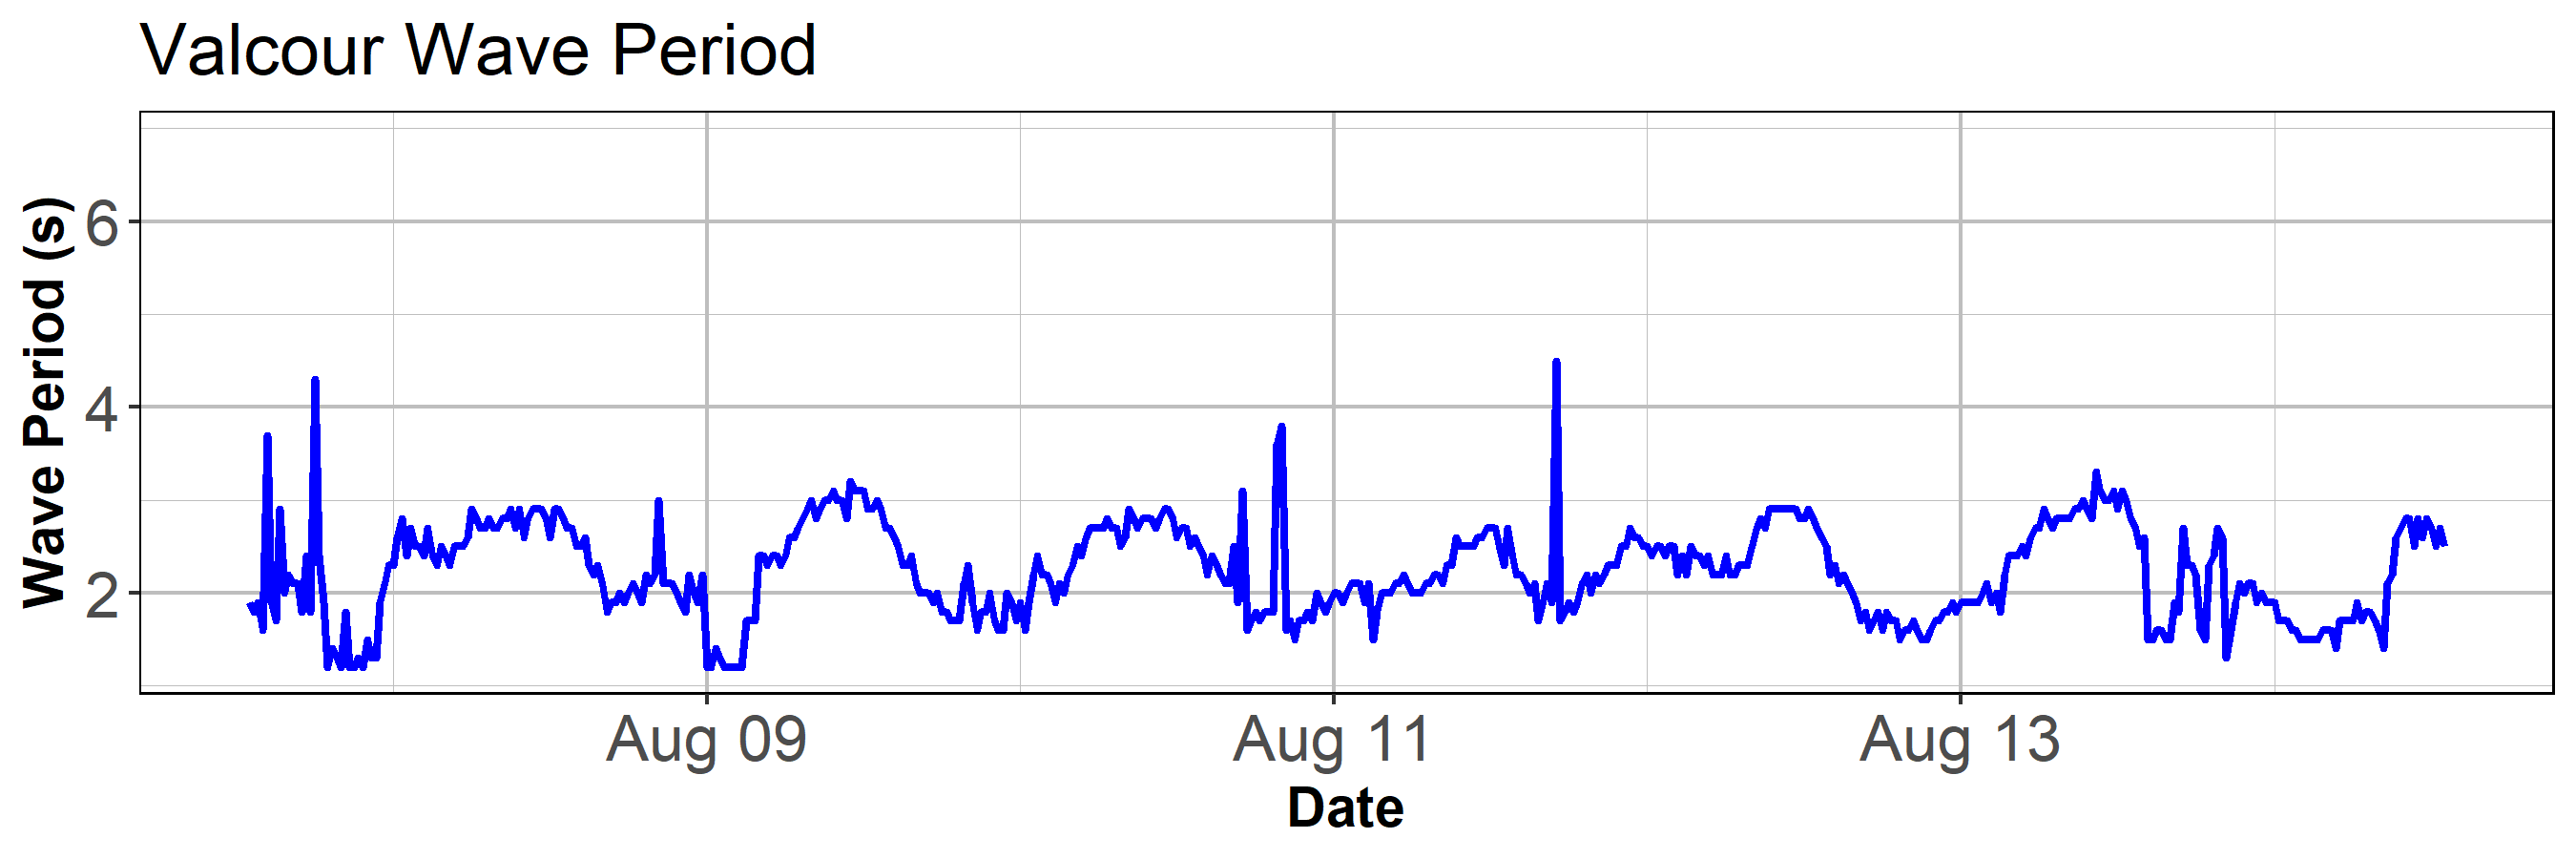 Valcour Wave Period
Wave Period (s)
6
4
2
Aug 09
Aug 11
Aug 13
Date